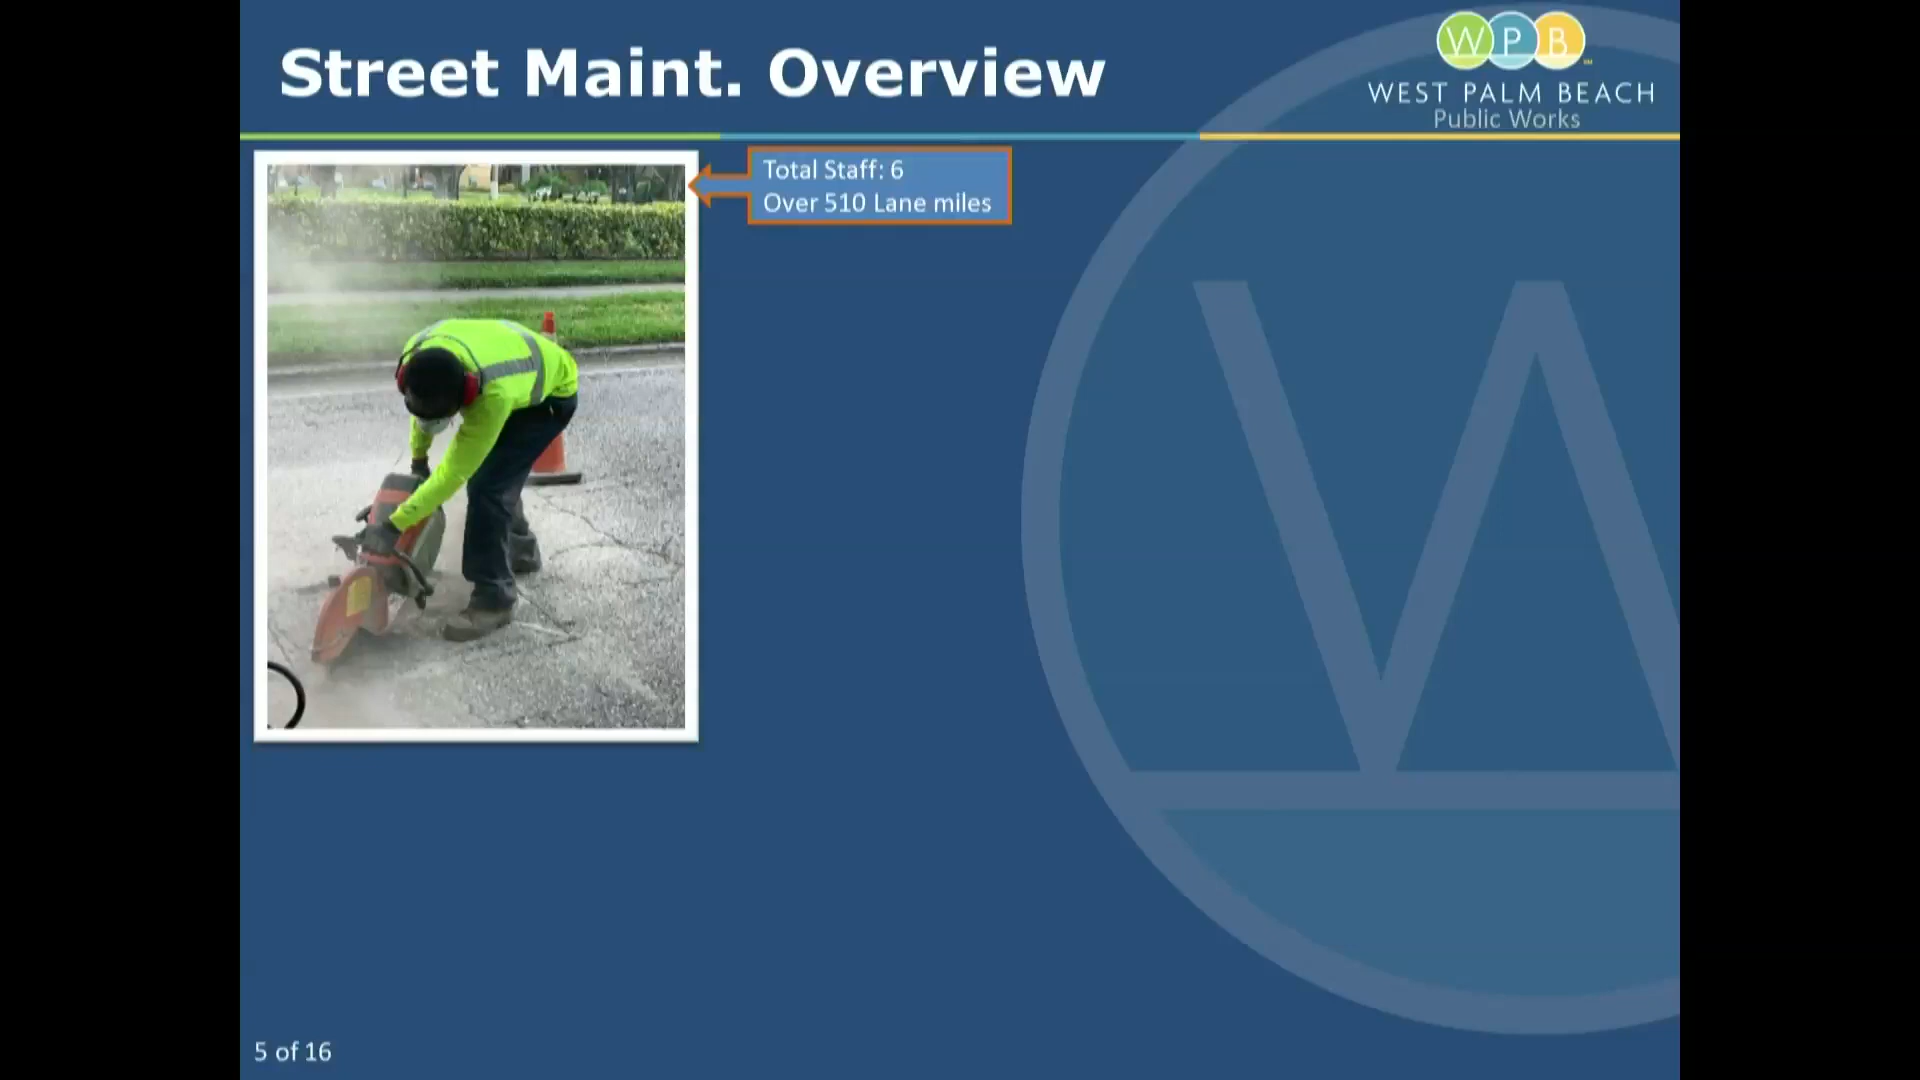 Street Maint. Overview
WPB
WEST PALM BEACH
Public Works
Total Staff: 6
Over 510 Lane miles
5 of 16